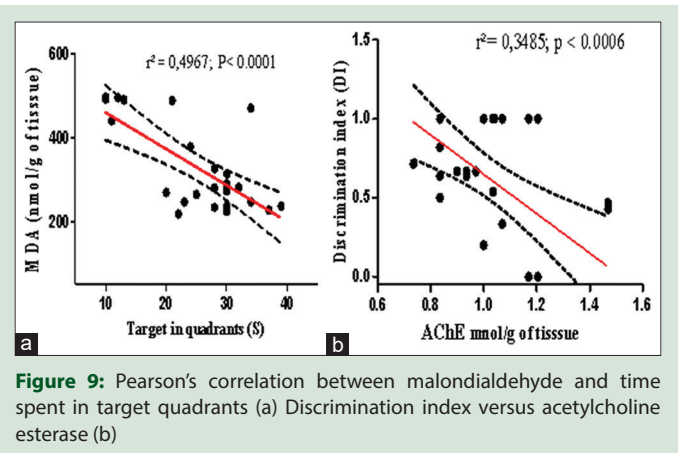 r²= 0,4967; P< 0.0001
MDA (nmol/g of tisssue)
600
400
200
10 20 30 40
Target in quadrants (S)
a
r²= 0,3485; p < 0.0006
Discrimination index (DI)
1.5
1.0
0.5
0.0
0.6 0.8 1.0 1.2 1.4 1.6
AChE mmol/g of tisssue
b
Figure 9: Pearson's correlation between malondialdehyde and time
spent in target quadrants (a) Discrimination index versus acetylcholine
esterase (b)